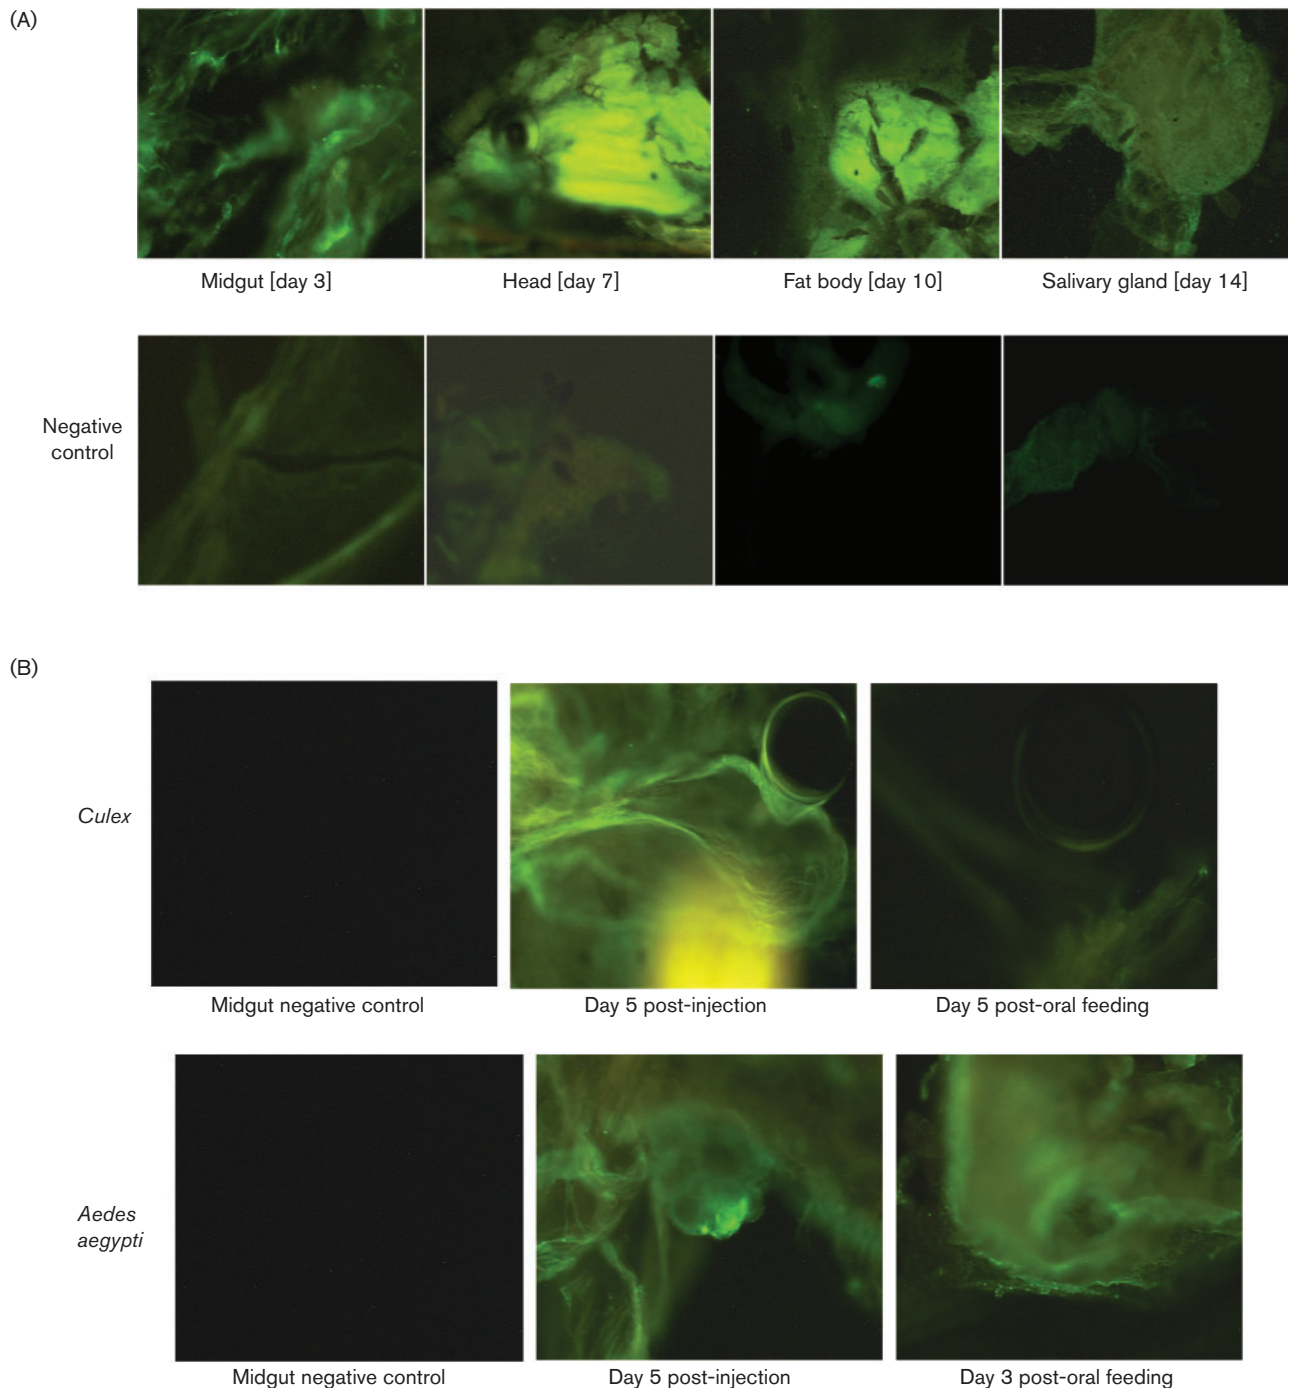 (A)
Midgut [day 3] Head [day 7] Fat body [day 10] Salivary gland [day 14]
Negative
control
(B)
Culex
Midgut negative control Day 5 post-injection Day 5 post-oral feeding
Aedes
aegypti
Midgut negative control Day 5 post-injection Day 3 post-oral feeding